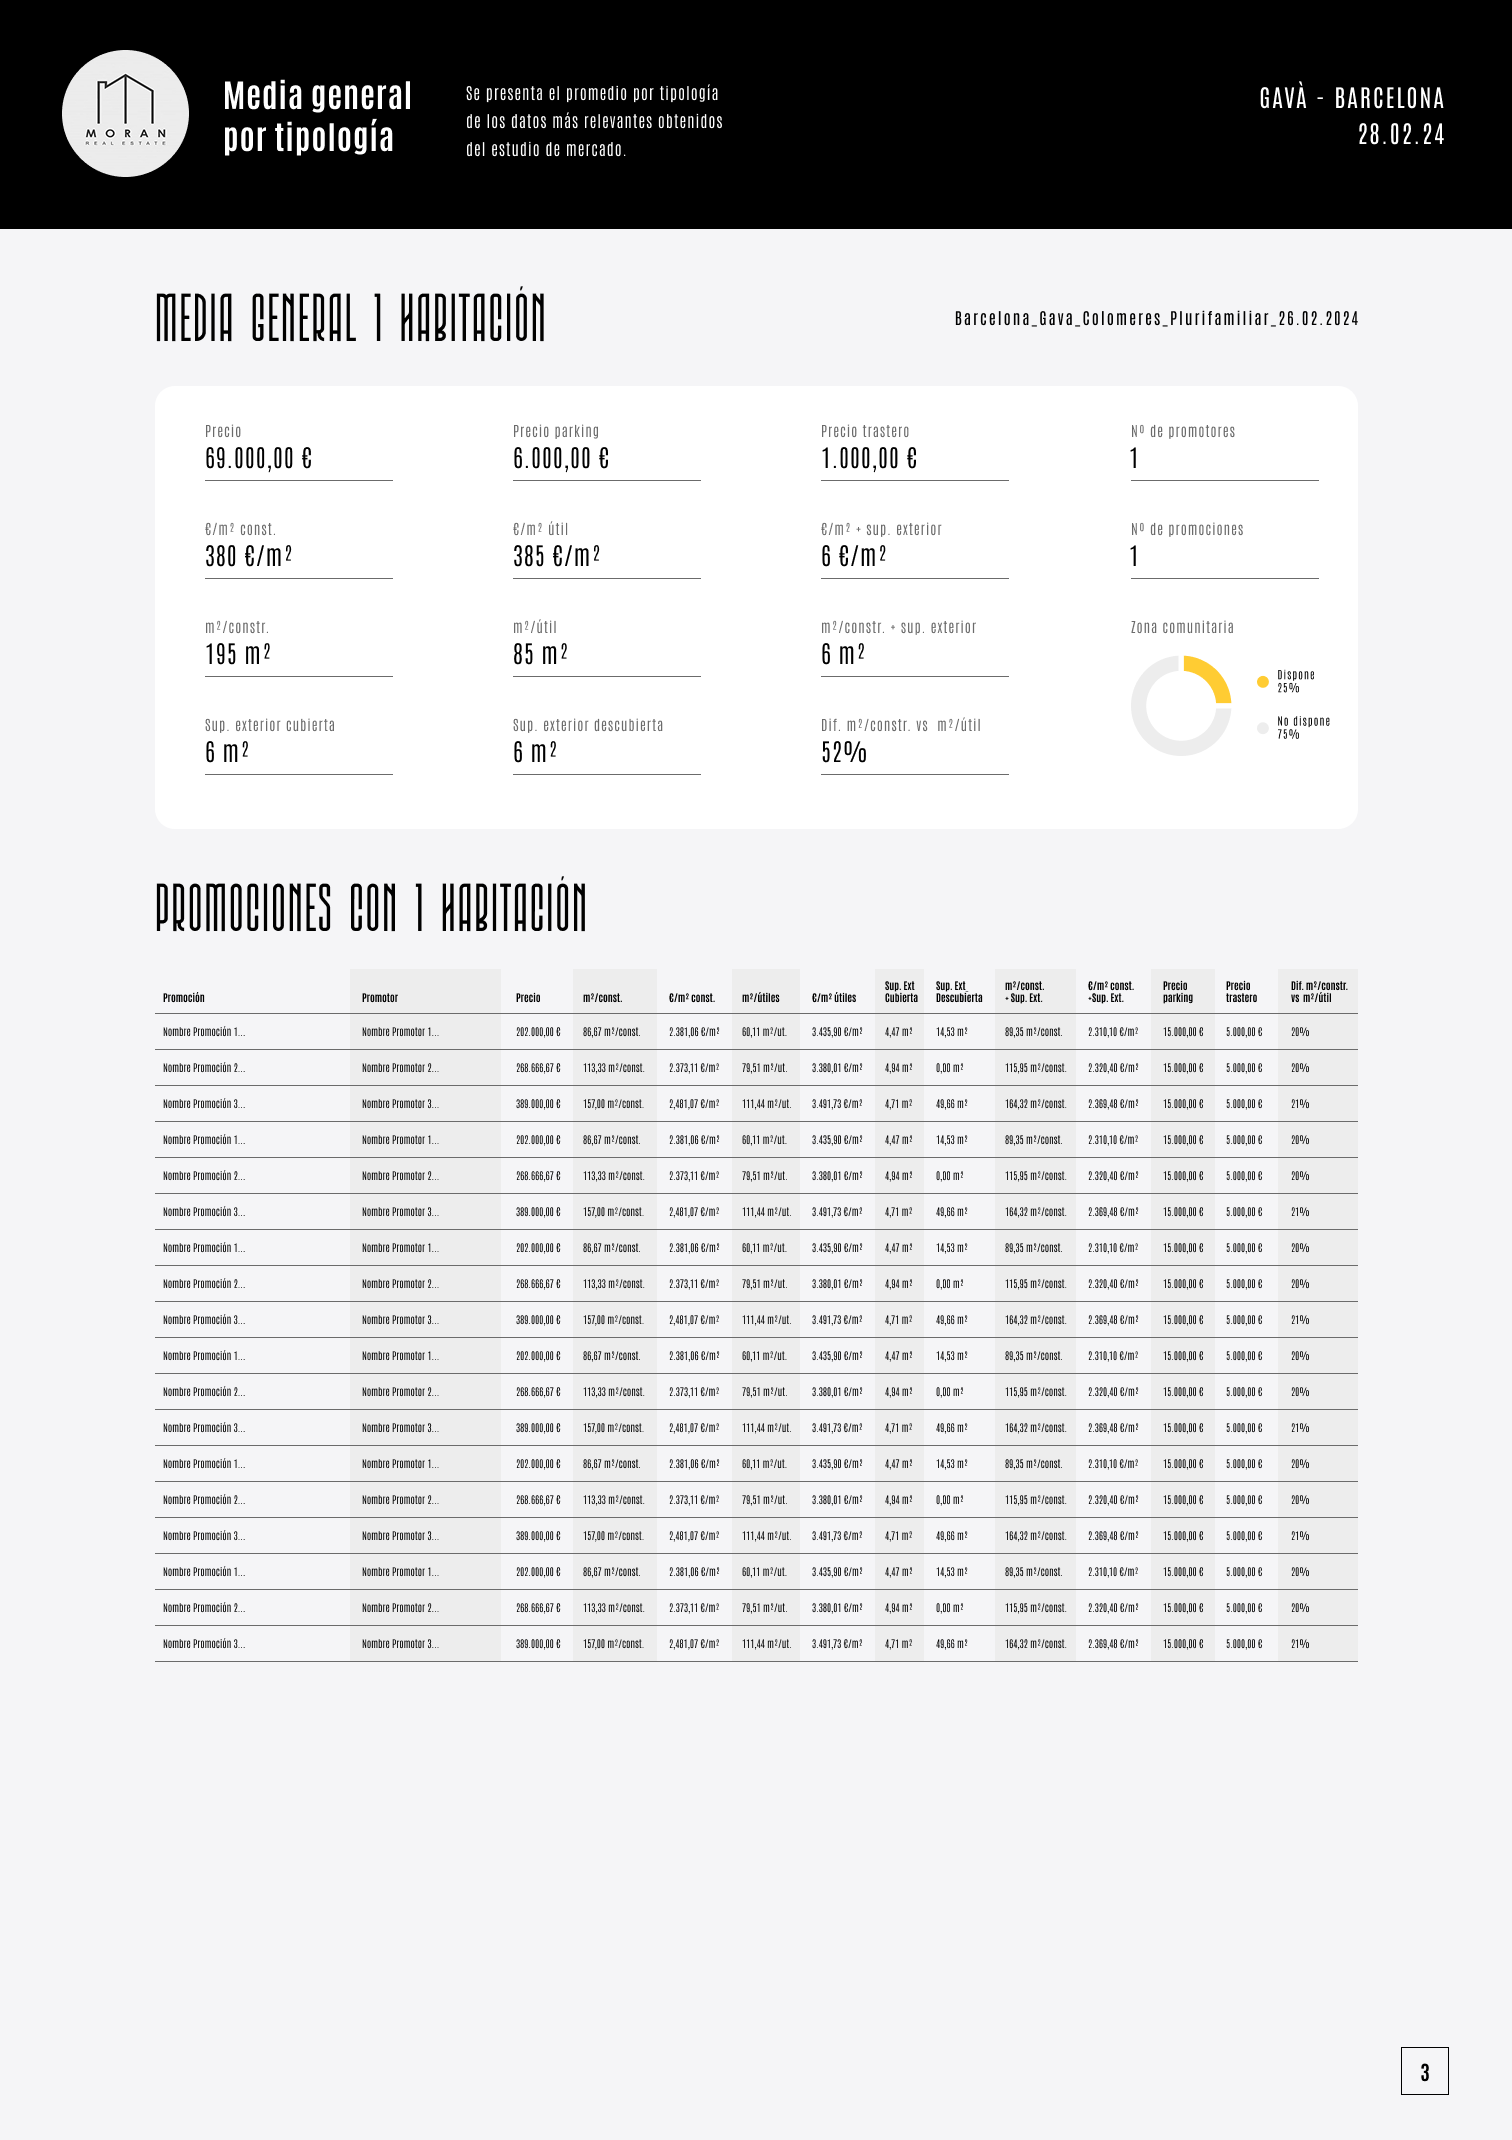 MORAN
REAL ESTATE
Media general
por tipología
Se presenta el promedio por tipología
de los datos más relevantes obtenidos
del estudio de mercado.
GAVÀ - BARCELONA
28.02.24
MEDIA GENERAL 1 HABITACIÓN
Barcelona_Gava_Colomeres_Plurifamiliar_26.02.2024
Precio
69.000,00 €
Precio parking
6.000,00 €
Precio trastero
1.000,00 €
Nº de promotores
1
€/m² const.
380 €/m²
€/m² útil
385 €/m²
€/m² + sup. exterior
6 €/m²
Nº de promociones
1
m²/constr.
195 m²
m²/útil
85 m²
m²/constr. + sup. exterior
6 m²
Zona comunitaria
Dispone
25%
No dispone
75%
Sup. exterior cubierta
6 m²
Sup. exterior descubierta
6 m²
Dif. m²/constr. vs m²/útil
52%
PROMOCIONES CON 1 HABITACIÓN
Promoción Promotor Precio m²/const. €/m² const. m²/útiles €/m² útiles Sup. Ext Cubierta Sup. Ext Descubierta m²/const. + Sup. Ext. €/m² const. +Sup. Ext. Precio parking Precio trastero Dif. m²/constr. vs m²/útil
Nombre Promoción 1... Nombre Promotor 1... 202.000,00 € 86,67 m²/const. 2.381,06 €/m² 60,11 m²/ut. 3.435,90 €/m² 4,47 m² 14,53 m² 89,35 m²/const. 2.310,10 €/m² 15.000,00 € 5.000,00 € 20%
Nombre Promoción 2... Nombre Promotor 2... 268.666,67 € 113,33 m²/const. 2.373,11 €/m² 79,51 m²/ut. 3.380,01 €/m² 4,94 m² 0,00 m² 115,95 m²/const. 2.320,40 €/m² 15.000,00 € 5.000,00 € 20%
Nombre Promoción 3... Nombre Promotor 3... 389.000,00 € 157,00 m²/const. 2,481,07 €/m² 111,44 m²/ut. 3.491,73 €/m² 4,71 m² 49,66 m² 164,32 m²/const. 2.369,48 €/m² 15.000,00 € 5.000,00 € 21%
Nombre Promoción 1... Nombre Promotor 1... 202.000,00 € 86,67 m²/const. 2.381,06 €/m² 60,11 m²/ut. 3.435,90 €/m² 4,47 m² 14,53 m² 89,35 m²/const. 2.310,10 €/m² 15.000,00 € 5.000,00 € 20%
Nombre Promoción 2... Nombre Promotor 2... 268.666,67 € 113,33 m²/const. 2.373,11 €/m² 79,51 m²/ut. 3.380,01 €/m² 4,94 m² 0,00 m² 115,95 m²/const. 2.320,40 €/m² 15.000,00 € 5.000,00 € 20%
Nombre Promoción 3... Nombre Promotor 3... 389.000,00 € 157,00 m²/const. 2,481,07 €/m² 111,44 m²/ut. 3.491,73 €/m² 4,71 m² 49,66 m² 164,32 m²/const. 2.369,48 €/m² 15.000,00 € 5.000,00 € 21%
Nombre Promoción 1... Nombre Promotor 1... 202.000,00 € 86,67 m²/const. 2.381,06 €/m² 60,11 m²/ut. 3.435,90 €/m² 4,47 m² 14,53 m² 89,35 m²/const. 2.310,10 €/m² 15.000,00 € 5.000,00 € 20%
Nombre Promoción 2... Nombre Promotor 2... 268.666,67 € 113,33 m²/const. 2.373,11 €/m² 79,51 m²/ut. 3.380,01 €/m² 4,94 m² 0,00 m² 115,95 m²/const. 2.320,40 €/m² 15.000,00 € 5.000,00 € 20%
Nombre Promoción 3... Nombre Promotor 3... 389.000,00 € 157,00 m²/const. 2,481,07 €/m² 111,44 m²/ut. 3.491,73 €/m² 4,71 m² 49,66 m² 164,32 m²/const. 2.369,48 €/m² 15.000,00 € 5.000,00 € 21%
Nombre Promoción 1... Nombre Promotor 1... 202.000,00 € 86,67 m²/const. 2.381,06 €/m² 60,11 m²/ut. 3.435,90 €/m² 4,47 m² 14,53 m² 89,35 m²/const. 2.310,10 €/m² 15.000,00 € 5.000,00 € 20%
Nombre Promoción 2... Nombre Promotor 2... 268.666,67 € 113,33 m²/const. 2.373,11 €/m² 79,51 m²/ut. 3.380,01 €/m² 4,94 m² 0,00 m² 115,95 m²/const. 2.320,40 €/m² 15.000,00 € 5.000,00 € 20%
Nombre Promoción 3... Nombre Promotor 3... 389.000,00 € 157,00 m²/const. 2,481,07 €/m² 111,44 m²/ut. 3.491,73 €/m² 4,71 m² 49,66 m² 164,32 m²/const. 2.369,48 €/m² 15.000,00 € 5.000,00 € 21%
Nombre Promoción 1... Nombre Promotor 1... 202.000,00 € 86,67 m²/const. 2.381,06 €/m² 60,11 m²/ut. 3.435,90 €/m² 4,47 m² 14,53 m² 89,35 m²/const. 2.310,10 €/m² 15.000,00 € 5.000,00 € 20%
Nombre Promoción 2... Nombre Promotor 2... 268.666,67 € 113,33 m²/const. 2.373,11 €/m² 79,51 m²/ut. 3.380,01 €/m² 4,94 m² 0,00 m² 115,95 m²/const. 2.320,40 €/m² 15.000,00 € 5.000,00 € 20%
Nombre Promoción 3... Nombre Promotor 3... 389.000,00 € 157,00 m²/const. 2,481,07 €/m² 111,44 m²/ut. 3.491,73 €/m² 4,71 m² 49,66 m² 164,32 m²/const. 2.369,48 €/m² 15.000,00 € 5.000,00 € 21%
Nombre Promoción 1... Nombre Promotor 1... 202.000,00 € 86,67 m²/const. 2.381,06 €/m² 60,11 m²/ut. 3.435,90 €/m² 4,47 m² 14,53 m² 89,35 m²/const. 2.310,10 €/m² 15.000,00 € 5.000,00 € 20%
Nombre Promoción 2... Nombre Promotor 2... 268.666,67 € 113,33 m²/const. 2.373,11 €/m² 79,51 m²/ut. 3.380,01 €/m² 4,94 m² 0,00 m² 115,95 m²/const. 2.320,40 €/m² 15.000,00 € 5.000,00 € 20%
Nombre Promoción 3... Nombre Promotor 3... 389.000,00 € 157,00 m²/const. 2,481,07 €/m² 111,44 m²/ut. 3.491,73 €/m² 4,71 m² 49,66 m² 164,32 m²/const. 2.369,48 €/m² 15.000,00 € 5.000,00 € 21%
3